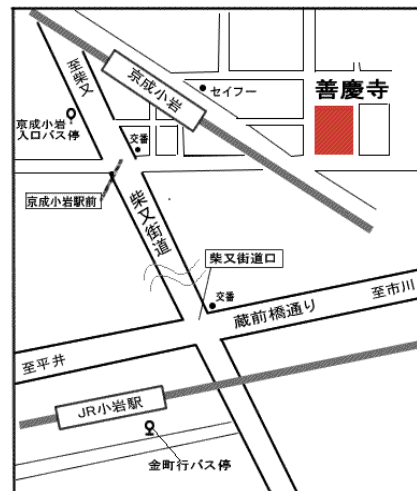 至柴又
京成小岩
セイフー
善慶寺
京成小岩
入口バス停
交番
京成小岩駅前
柴又街道
柴又街道口
交番
蔵前橋通り
至市川
至平井
JR小岩駅
金町行バス停